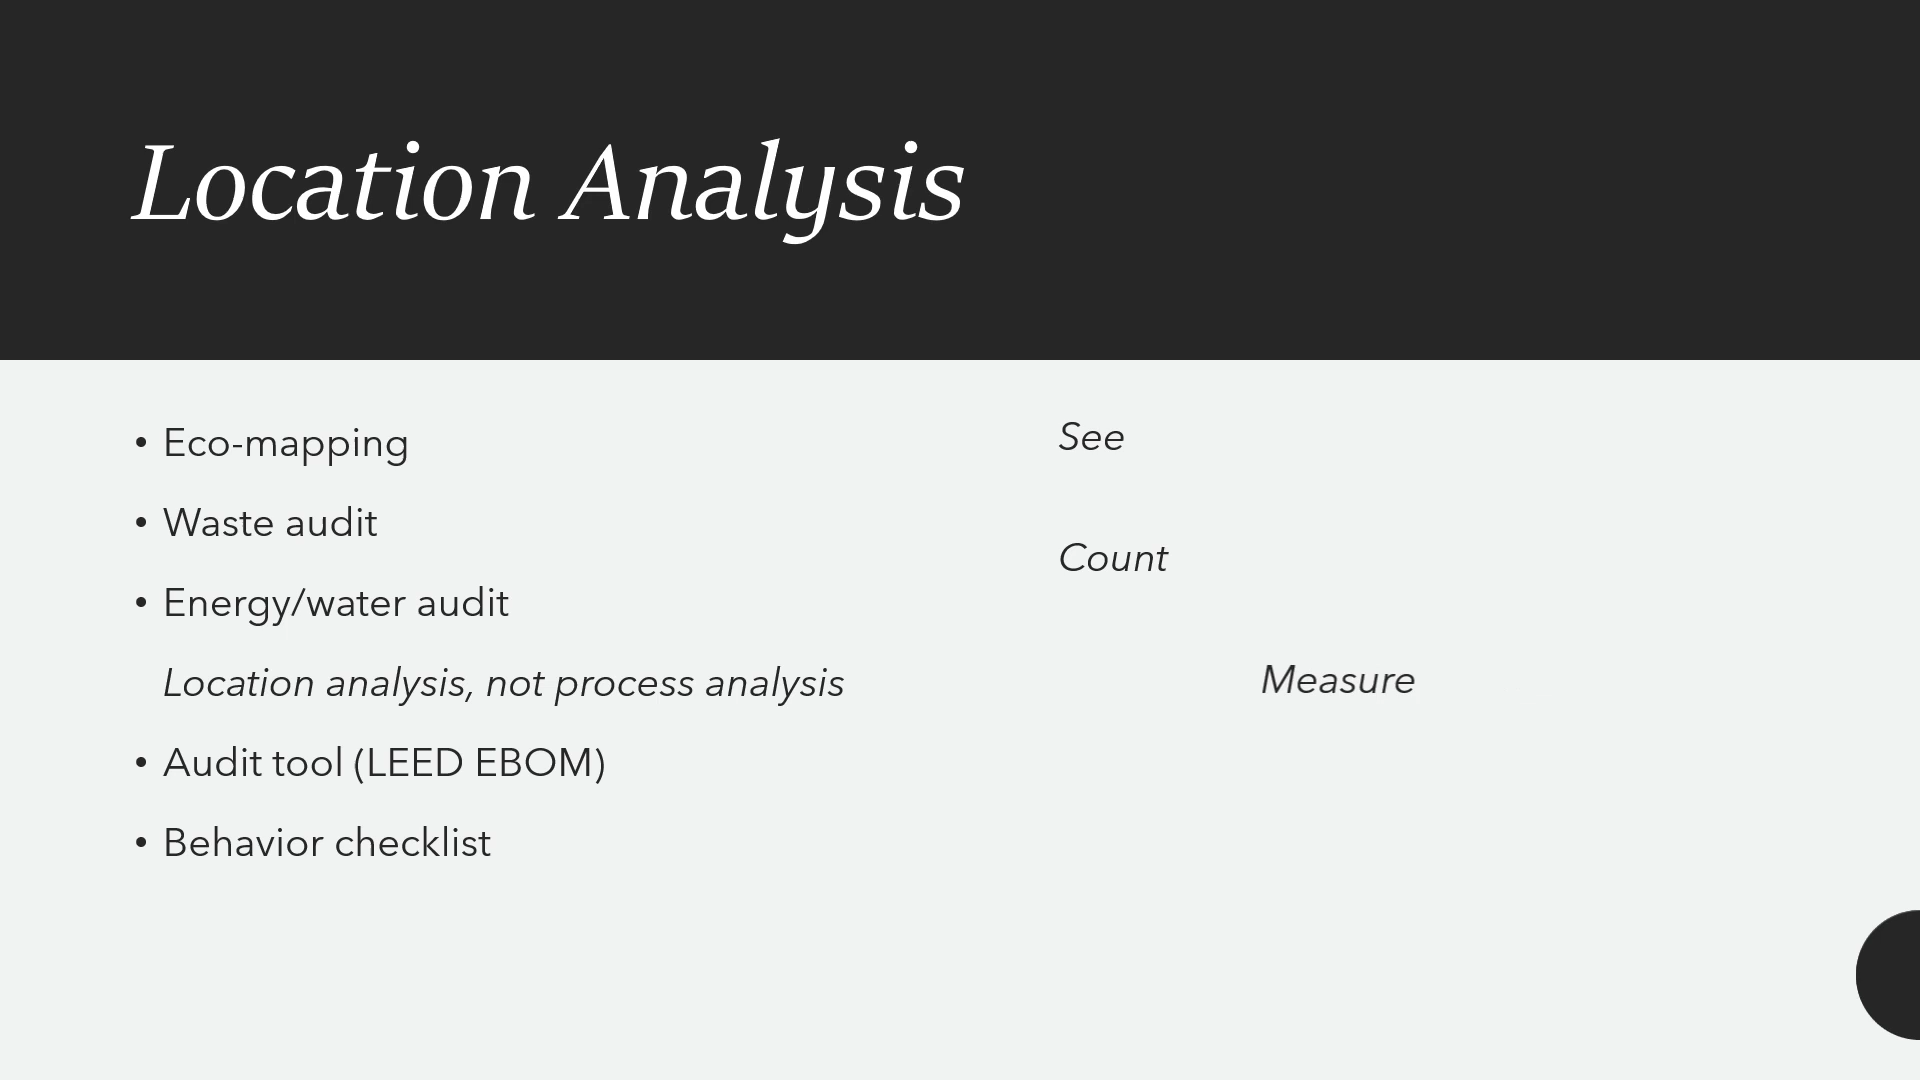 Location Analysis
• Eco-mapping
• Waste audit
• Energy/water audit
Location analysis, not process analysis
• Audit tool (LEED EBOM)
• Behavior checklist
See
Count
Measure